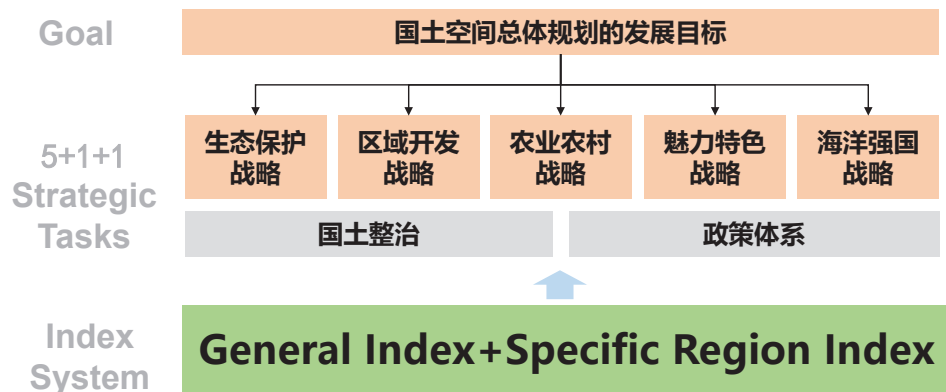 Goal
国土空间总体规划的发展目标
5+1+1
Strategic
Tasks
生态保护
战略
区域开发
战略
农业农村
战略
魅力特色
战略
海洋强国
战略
国土整治
政策体系
Index
System
General Index+Specific Region Index